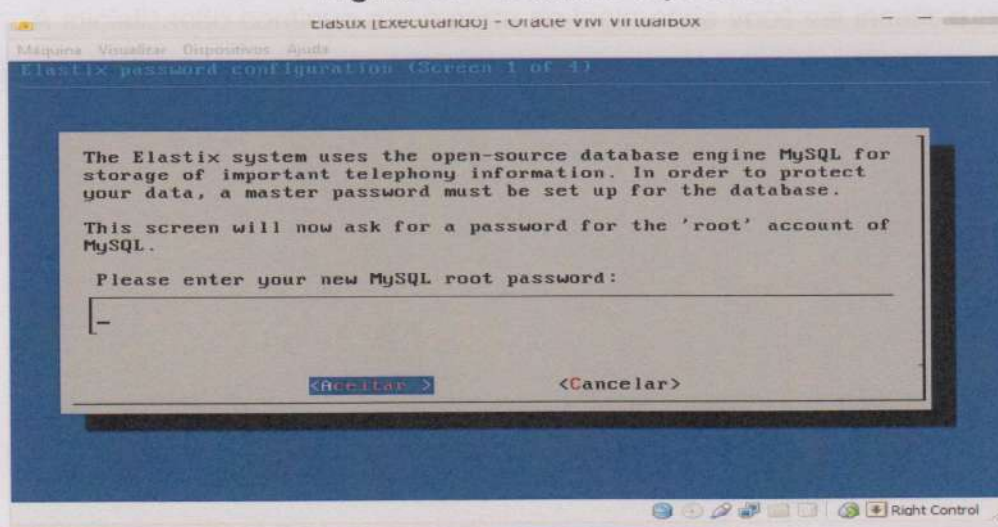 Elastix [Executando] - Oracle VM VirtualBox
Máquina Visualizar Dispositivos Ajuda
Elastix password configuration (Screen 1 of 4)
The Elastix system uses the open-source database engine MySQL for
storage of important telephony information. In order to protect
your data, a master password must be set up for the database.
This screen will now ask for a password for the 'root' account of
MySQL.
Please enter your new MySQL root password:
<Aceitar >
<Cancelar>
Right Control